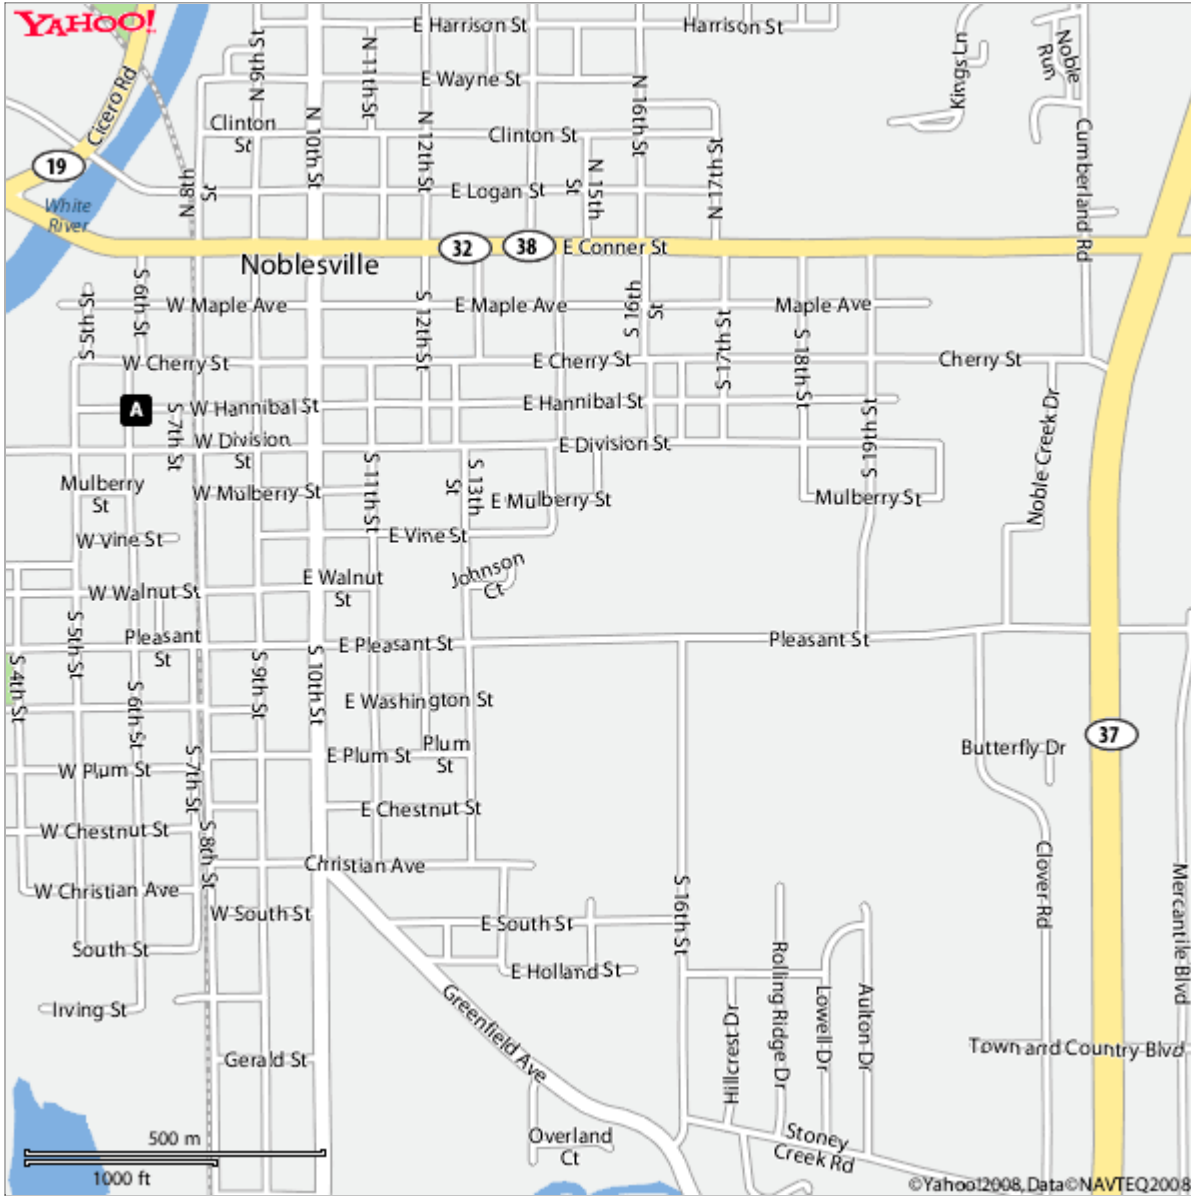 YAHOO!
E Harrison St
Harrison St
N 9th St
N 11th St
Kings Ln
Noble
Run
Cicero Rd
E Wayne St
N 16th St
Clinton
St
N 10th St
N 12th St
Clinton St
Cumberland Rd
19
N 8th
St
E Logan St
St
N 15th
N 17th St
White
River
32
38
E Conner St
Noblesville
S 5th St
S 6th St
W Maple Ave
S 12th St
E Maple Ave
S 16th
St
Maple Ave
S 17th St
S 18th St
W Cherry St
E Cherry St
Cherry St
A
S 7th St
W Hannibal St
E Hannibal St
S 19th St
Noble Creek Dr
W Division
St
E Division St
Mulberry
St
W Mulberry St
S 11th St
St
S 13th
E Mulberry St
Mulberry St
W Vine St
E Vine St
Johnson
Ct
W Walnut St
E Walnut
St
S 5th St
Pleasant
St
E Pleasant St
Pleasant St
S 4th St
S 6th St
S 9th St
S 10th St
E Washington St
37
W Plum St
S 7th St
E Plum St
Plum
St
Butterfly Dr
W Chestnut St
S 8th St
E Chestnut St
Christian Ave
Clover Rd
Mercantile Blvd
W Christian Ave
W South St
E South St
S 16th St
South St
E Holland St
Rolling Ridge Dr
Lowell Dr
Aulton Dr
Irving St
Greenfield Ave
Hillcrest Dr
Gerald St
Town and Country Blvd
500 m
1000 ft
Overland
Ct
Stoney
Creek Rd
©Yahoo!2008, Data©NAVTEQ2008